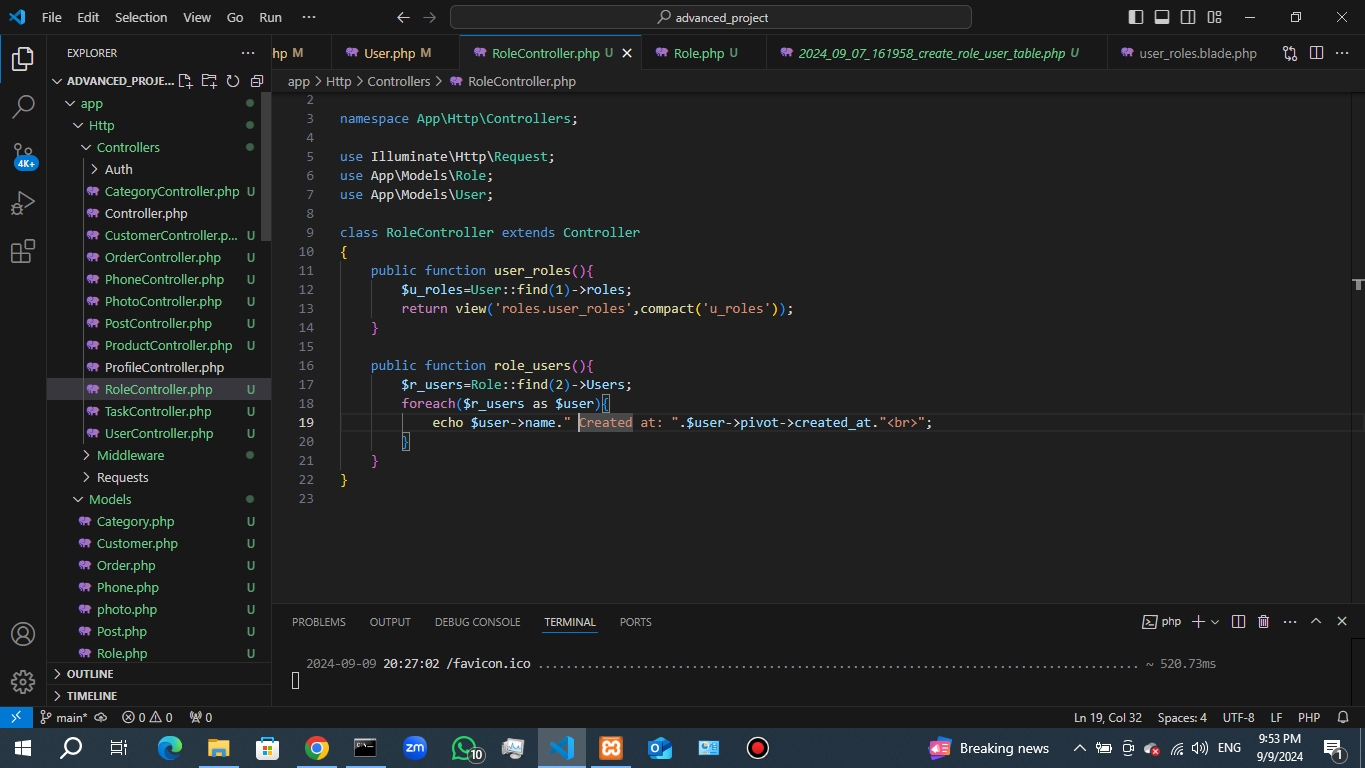 File Edit Selection View Go Run ··· advanced_project
EXPLORER ···
hp M User.php M RoleController.php U Role.php U 2024_09_07_161958_create_role_user_table.php U user_roles.blade.php ···
ADVANCED_PROJE...
app > Http > Controllers > RoleController.php
app
Http
Controllers
Auth
CategoryController.php U
Controller.php
CustomerController.p... U
OrderController.php U
PhoneController.php U
PhotoController.php U
PostController.php U
ProductController.php U
ProfileController.php
RoleController.php U
TaskController.php U
UserController.php U
Middleware
Requests
Models
Category.php U
Customer.php U
Order.php U
Phone.php U
photo.php U
Post.php U
Role.php U
OUTLINE
TIMELINE
4K+
2
3 namespace App\Http\Controllers;
4
5 use Illuminate\Http\Request;
6 use App\Models\Role;
7 use App\Models\User;
8
9 class RoleController extends Controller
10 {
11 public function user_roles(){
12 $u_roles=User::find(1)->roles;
13 return view('roles.user_roles',compact('u_roles'));
14 }
15
16 public function role_users(){
17 $r_users=Role::find(2)->Users;
18 foreach($r_users as $user){
19 echo $user->name." Created at: ".$user->pivot->created_at."<br>";
20 }
21 }
22 }
23
PROBLEMS OUTPUT DEBUG CONSOLE TERMINAL PORTS php ···
2024-09-09 20:27:02 /favicon.ico ............................................................................................ ~ 520.73ms
main* 0 0 0 Ln 19, Col 32 Spaces: 4 UTF-8 LF PHP
zm 10 Breaking news ENG 9:53 PM
9/9/2024 1